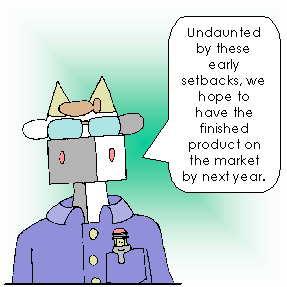 Undaunted
by these
early
setbacks, we
hope to
have the
finished
product on
the market
by next year.